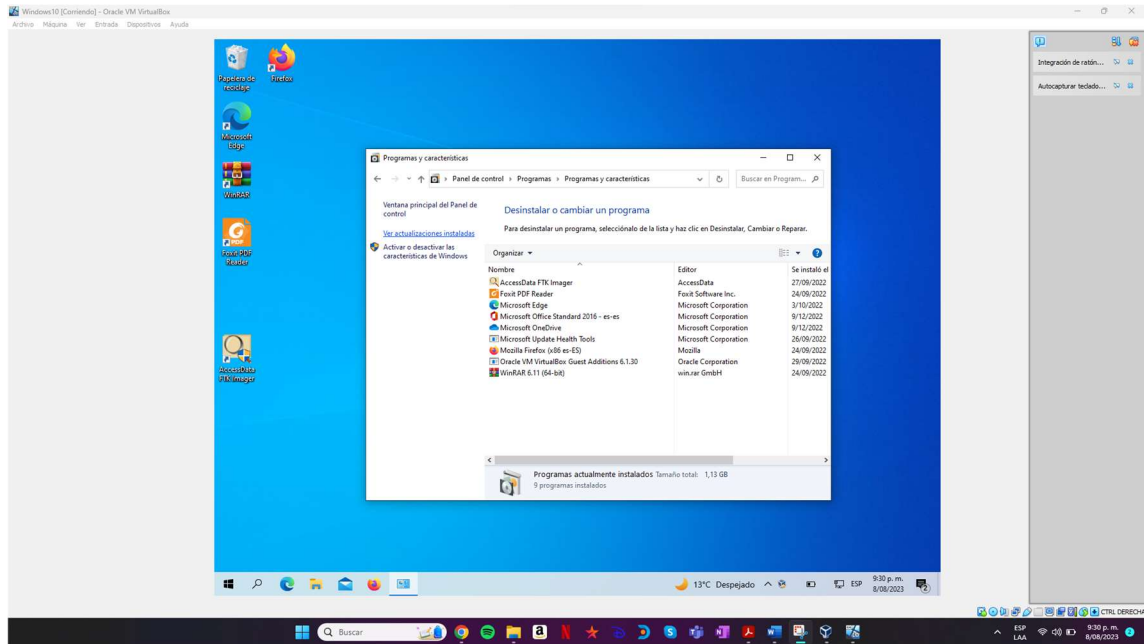 Windows10 [Corriendo] - Oracle VM VirtualBox
Archivo Máquina Ver Entrada Dispositivos Ayuda
Papelera de
reciclaje
Firefox
Microsoft
Edge
WinRAR
Foxit PDF
Reader
AccessData
FTK Imager
Programas y características
Panel de control › Programas › Programas y características
Buscar en Program...
Ventana principal del Panel de
control
Ver actualizaciones instaladas
Activar o desactivar las
características de Windows
Desinstalar o cambiar un programa
Para desinstalar un programa, selecciónalo de la lista y haz clic en Desinstalar, Cambiar o Reparar.
Organizar
Nombre Editor Se instaló el
AccessData FTK Imager AccessData 27/09/2022
Foxit PDF Reader Foxit Software Inc. 24/09/2022
Microsoft Edge Microsoft Corporation 3/10/2022
Microsoft Office Standard 2016 - es-es Microsoft Corporation 9/12/2022
Microsoft OneDrive Microsoft Corporation 9/12/2022
Microsoft Update Health Tools Microsoft Corporation 26/09/2022
Mozilla Firefox (x86 es-ES) Mozilla 24/09/2022
Oracle VM VirtualBox Guest Additions 6.1.30 Oracle Corporation 29/09/2022
WinRAR 6.11 (64-bit) win.rar GmbH 24/09/2022
Programas actualmente instalados Tamaño total: 1,13 GB
9 programas instalados
Integración de ratón...
Autocapturar teclado...
13°C Despejado
ESP
9:30 p. m.
8/08/2023
2
CTRL DERECHA
Buscar
ESP
LAA
9:30 p. m.
8/08/2023
2